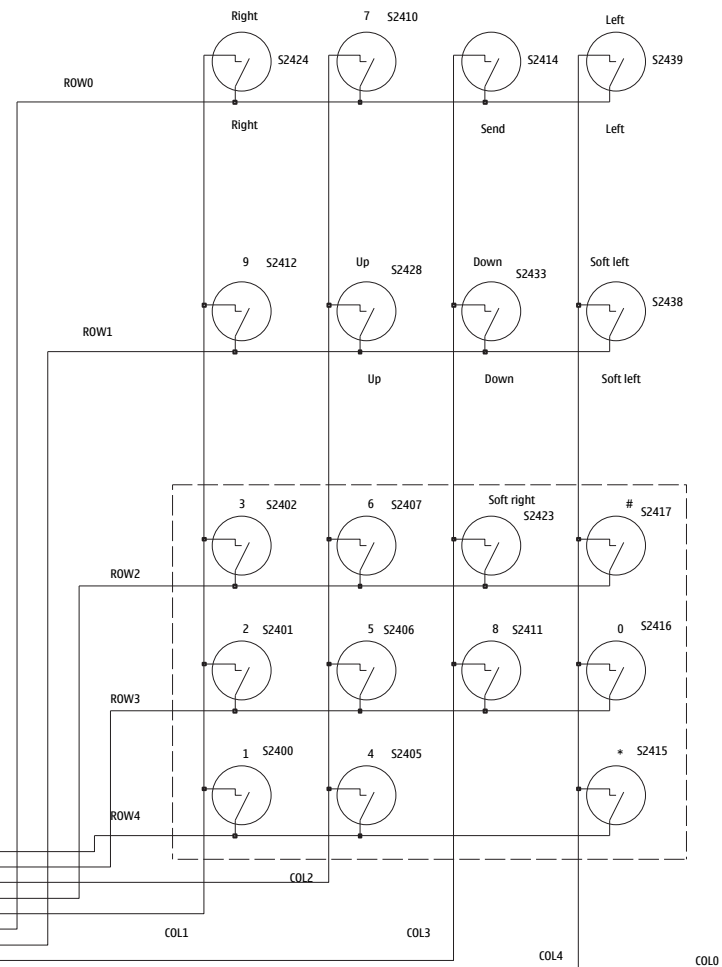 Right 7 S2410 Left
S2424 S2414 S2439
ROW0
Right Send Left
9 S2412 Up S2428 Down S2433 Soft left
S2438
ROW1
Up Down Soft left
3 S2402 6 S2407 Soft right S2423 # S2417
ROW2
2 S2401 5 S2406 8 S2411 0 S2416
ROW3
1 S2400 4 S2405 * S2415
ROW4
COL2
COL1 COL3
COL4 COL0